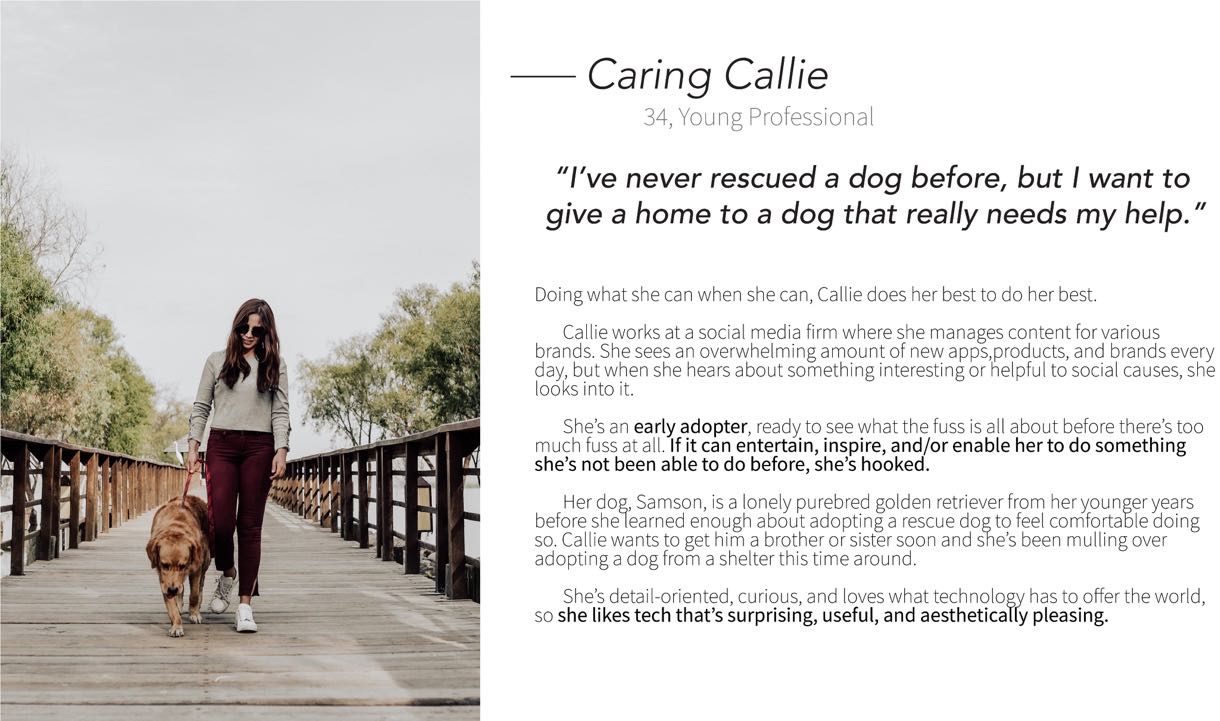 Caring Callie
34, Young Professional
“I’ve never rescued a dog before, but I want to
give a home to a dog that really needs my help.”
Doing what she can when she can, Callie does her best to do her best.
Callie works at a social media firm where she manages content for various
brands. She sees an overwhelming amount of new apps,products, and brands every
day, but when she hears about something interesting or helpful to social causes, she
looks into it.
She’s an early adopter, ready to see what the fuss is all about before there’s too
much fuss at all. If it can entertain, inspire, and/or enable her to do something
she’s not been able to do before, she’s hooked.
Her dog, Samson, is a lonely purebred golden retriever from her younger years
before she learned enough about adopting a rescue dog to feel comfortable doing
so. Callie wants to get him a brother or sister soon and she’s been mulling over
adopting a dog from a shelter this time around.
She’s detail-oriented, curious, and loves what technology has to offer the world,
so she likes tech that’s surprising, useful, and aesthetically pleasing.